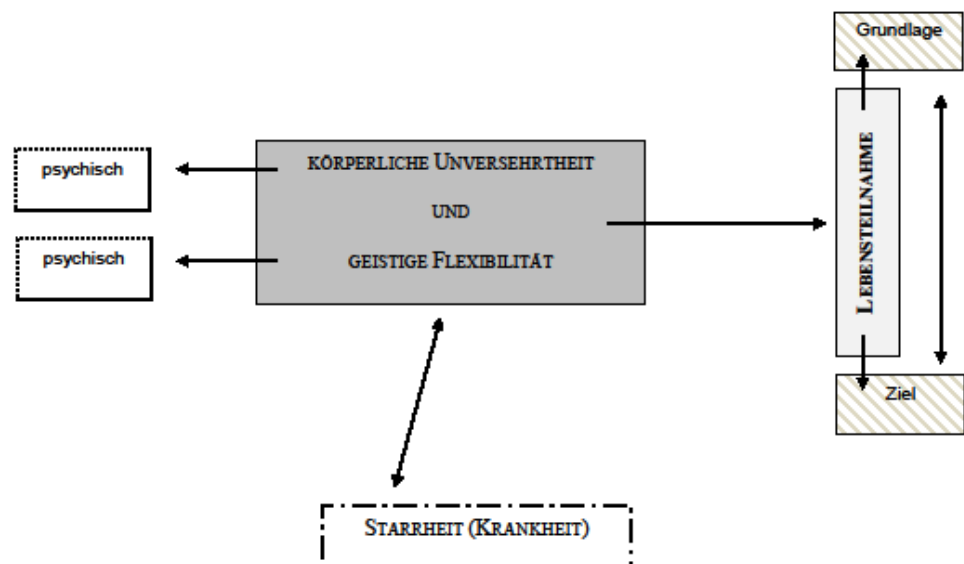 Grundlage
psychisch
KÖRPERLICHE UNVERSEHRTHEIT
UND
GEISTIGE FLEXIBILITÄT
psychisch
LEBENSTEILNAHME
Ziel
STARRHEIT (KRANKHEIT)